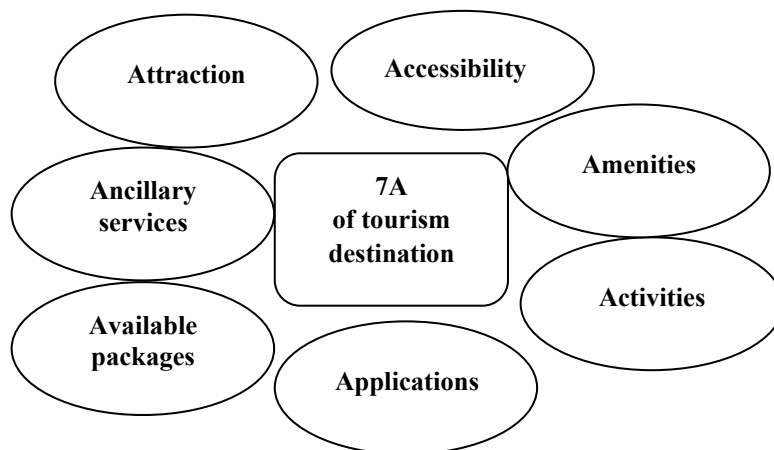 Attraction
Accessibility
Amenities
Ancillary
services
7A
of tourism
destination
Activities
Available
packages
Applications